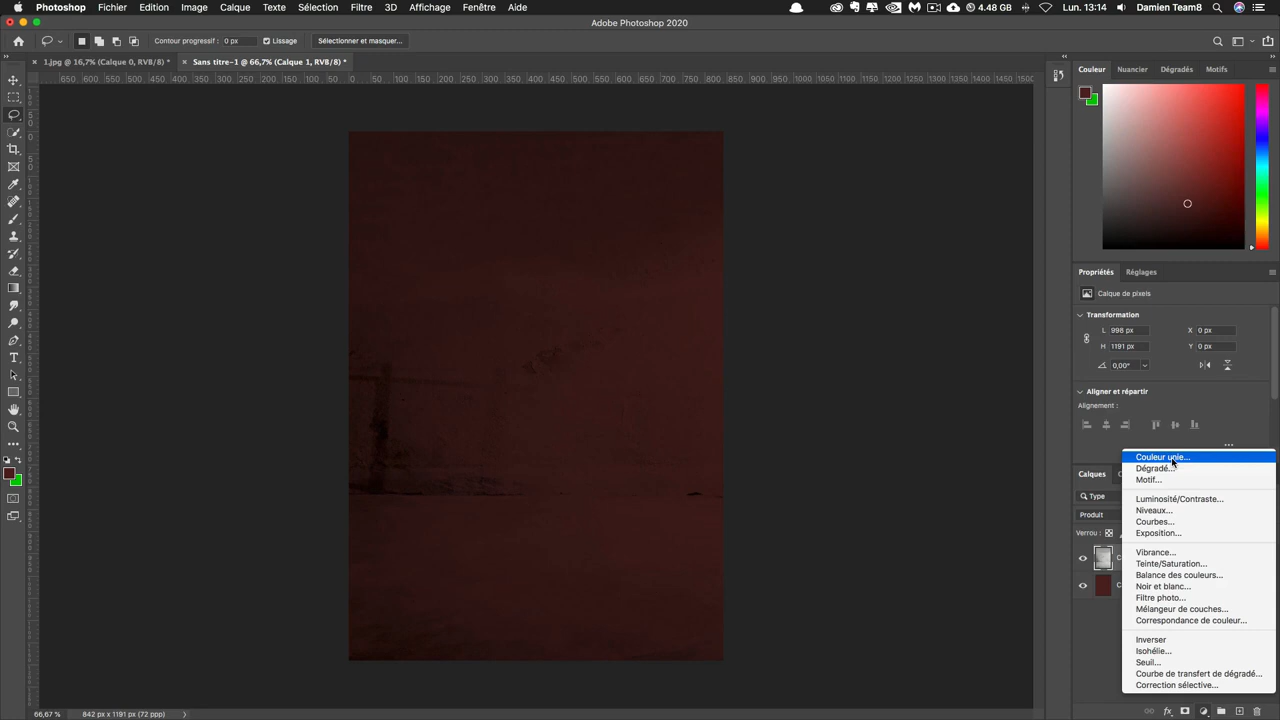 Photoshop Fichier Edition Image Calque Texte Sélection Filtre 3D Affichage Fenêtre Aide 4.48 GB Lun. 13:14 Damien Team8
Adobe Photoshop 2020
Contour progressif : 0 px Lissage Sélectionner et masquer...
1.jpg @ 16,7% (Calque 0, RVB/8) * Sans titre-1 @ 66,7% (Calque 1, RVB/8) *
650 600 550 500 450 400 350 300 250 200 150 100 50 0 50 100 150 200 250 300 350 400 450 500 550 600 650 700 750 800 850 900 950 1000 1050 1100 1150 1200 1250 1300 1350 1400 1450 1500
Couleur Nuancier Dégradés Motifs
Propriétés Réglages
Calque de pixels
Transformation
L 998 px X 0 px
H 1191 px Y 0 px
0,00°
Aligner et répartir
Alignement :
...
Calques
Type
Produit
Verrou :
Couleur unie...
Dégradé...
Motif...
Luminosité/Contraste...
Niveaux...
Courbes...
Exposition...
Vibrance...
Teinte/Saturation...
Balance des couleurs...
Noir et blanc...
Filtre photo...
Mélangeur de couches...
Correspondance de couleur...
Inverser
Isohélie...
Seuil...
Courbe de transfert de dégradé...
Correction sélective...
66,67 % 842 px x 1191 px (72 ppp)